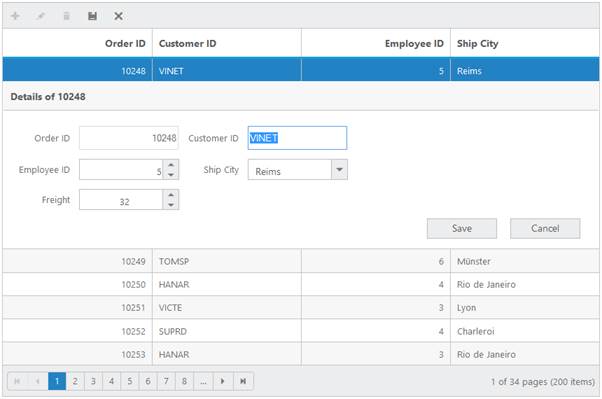 Order ID Customer ID Employee ID Ship City
10248 VINET 5 Reims
Details of 10248
Order ID 10248 Customer ID VINET
Employee ID 5 Ship City Reims
Freight 32
Save Cancel
10249 TOMSP 6 Münster
10250 HANAR 4 Rio de Janeiro
10251 VICTE 3 Lyon
10252 SUPRD 4 Charleroi
10253 HANAR 3 Rio de Janeiro
1 2 3 4 5 6 7 8 ... 1 of 34 pages (200 items)